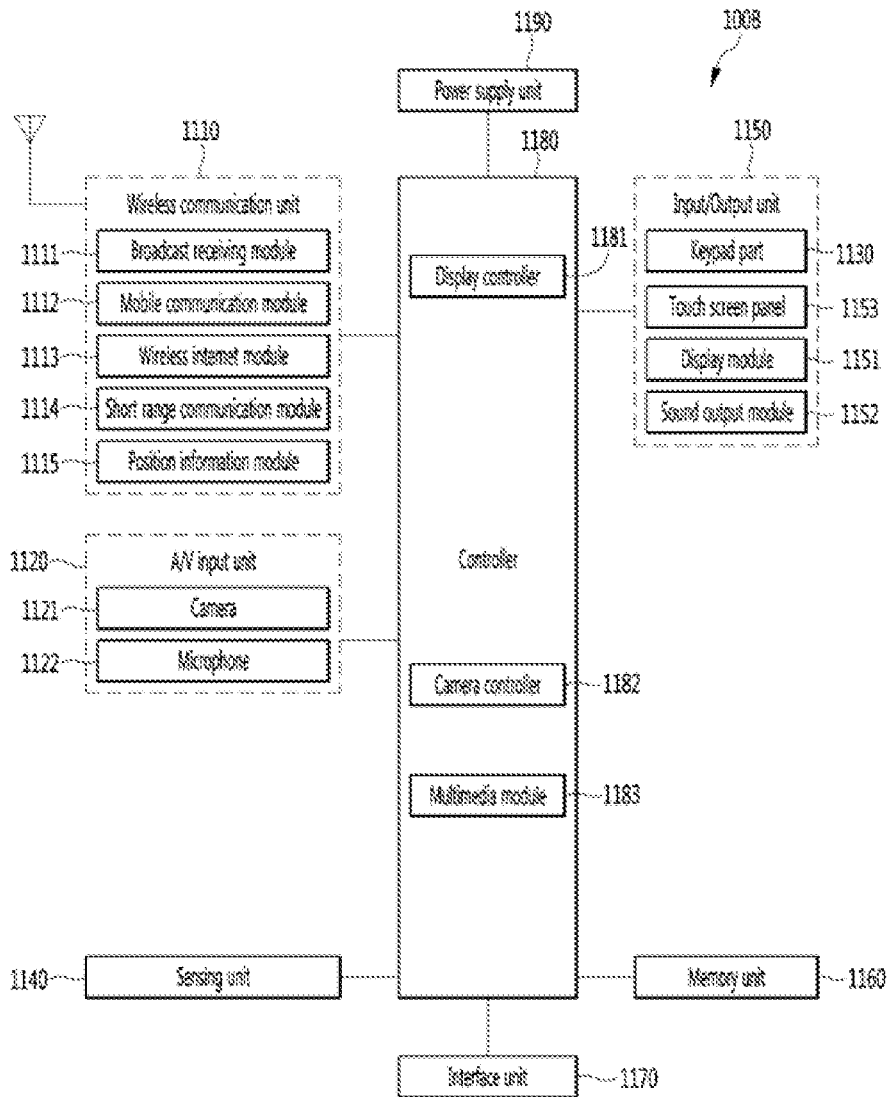 1190
1008
Power supply unit
1110
1180
1150
Wireless communication unit
Input/Output unit
1111
Broadcast receiving module
1181
Display controller
Keypad part
1130
1112
Mobile communication module
Touch screen panel
1153
1113
Wireless internet module
Display module
1151
1114
Short range communication module
Sound output module
1152
1115
Position information module
1120
A/V input unit
Controller
1121
Camera
1122
Microphone
Camera controller
1182
Multimedia module
1183
1140
Sensing unit
Memory unit
1160
Interface unit
1170